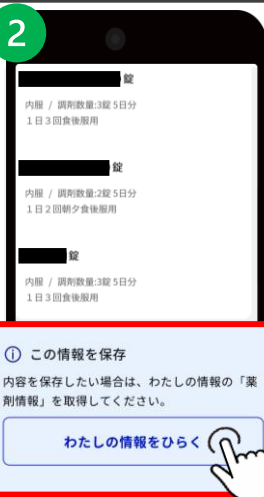 2
錠
内服 / 調剤数量:3錠 5日分
1日3回食後服用
錠
内服 / 調剤数量:2錠 5日分
1日2回朝夕食後服用
錠
内服 / 調剤数量:3錠 5日分
1日3回食後服用
この情報を保存
内容を保存したい場合は、わたしの情報の「薬
剤情報」を取得してください。
わたしの情報をひらく